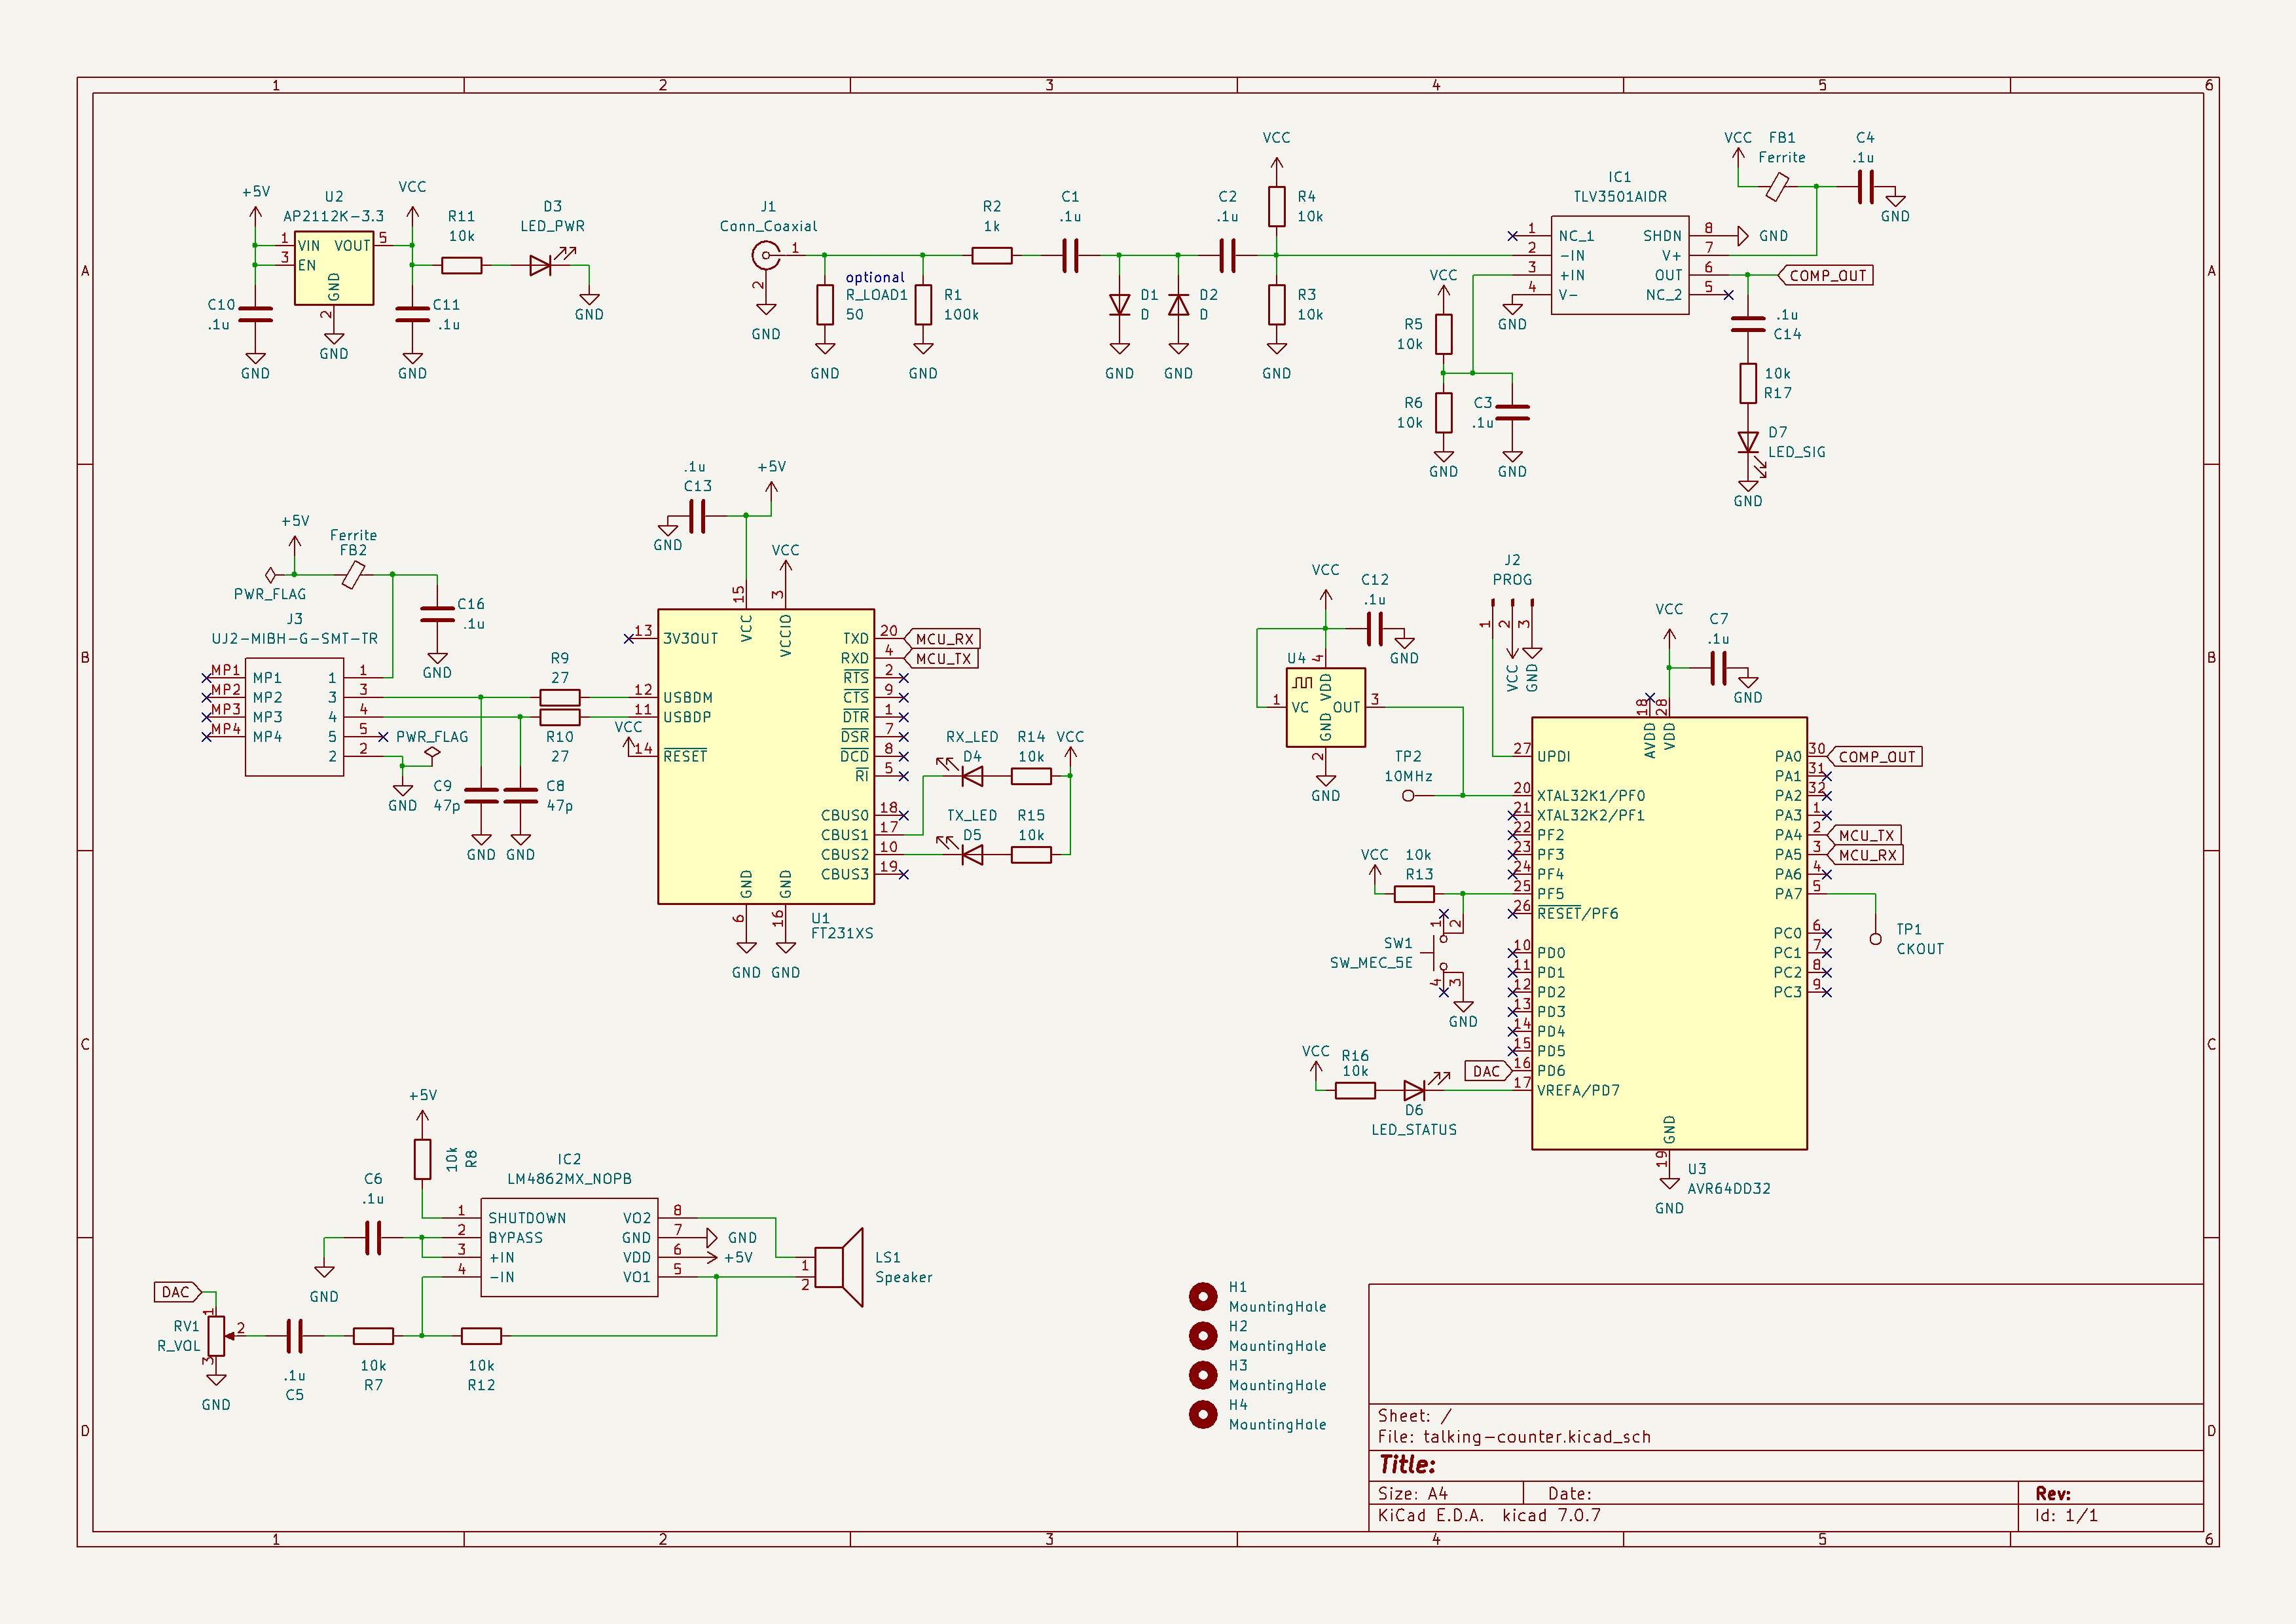 1 2 3 4 5 6
A
B
C
D
+5V
U2
AP2112K-3.3
1 VIN VOUT 5
3 EN
GND
2
GND
C10
.1u
GND
VCC
C11
.1u
GND
R11
10k
D3
LED_PWR
GND
J1
Conn_Coaxial
1
2
GND
optional
R_LOAD1
50
GND
R1
100k
GND
R2
1k
C1
.1u
D1
D
GND
D2
D
GND
C2
.1u
VCC
R4
10k
R3
10k
GND
IC1
TLV3501AIDR
1 NC_1 SHDN 8 GND
2 -IN V+ 7
3 +IN OUT 6 COMP_OUT
4 V- NC_2 5
GND
VCC
FB1
Ferrite
C4
.1u
GND
VCC
R5
10k
R6
10k
GND
C3
.1u
GND
.1u
C14
10k
R17
D7
LED_SIG
GND
+5V
Ferrite
FB2
PWR_FLAG
C16
.1u
GND
J3
UJ2-MIBH-G-SMT-TR
MP1 MP1 1 1
MP2 MP2 3 3
MP3 MP3 4 4
MP4 MP4 5 5
2 2
PWR_FLAG
GND
C9
47p
GND
C8
47p
GND
R9
27
R10
27
.1u
C13
GND
+5V
VCC
15
VCC
3
VCCIO
13 3V3OUT
12 USBDM
11 USBDP
VCC
14 RESET
TXD 20 MCU_RX
RXD 4 MCU_TX
RTS 2
CTS 9
DTR 1
DSR 7
DCD 8
RI 5
CBUS0 18
CBUS1 17
CBUS2 10
CBUS3 19
GND GND
6 16
GND GND
U1
FT231XS
RX_LED
D4
R14
10k
VCC
TX_LED
D5
R15
10k
VCC
C12
.1u
GND
U4
4
VDD
1 VC OUT 3
GND
2
GND
J2
PROG
1 2 3
VCC GND
TP2
10MHz
VCC
C7
.1u
GND
18 28
AVDD VDD
27 UPDI
20 XTAL32K1/PF0
21 XTAL32K2/PF1
22 PF2
23 PF3
24 PF4
25 PF5
26 RESET/PF6
10 PD0
11 PD1
12 PD2
13 PD3
14 PD4
15 PD5
DAC 16 PD6
17 VREFA/PD7
PA0 30 COMP_OUT
PA1 31
PA2 32
PA3 1
PA4 2 MCU_TX
PA5 3 MCU_RX
PA6 4
PA7 5
PC0 6
PC1 7
PC2 8
PC3 9
TP1
CKOUT
GND
19
GND
U3
AVR64DD32
VCC
10k
R13
SW1
SW_MEC_5E
1 2
4 3
GND
VCC
R16
10k
D6
LED_STATUS
+5V
10k
R8
C6
.1u
GND
IC2
LM4862MX_NOPB
1 SHUTDOWN VO2 8
2 BYPASS GND 7 GND
3 +IN VDD 6 +5V
4 -IN VO1 5
1
2
LS1
Speaker
DAC
RV1
R_VOL
1
2
3
GND
.1u
C5
10k
R7
10k
R12
H1
MountingHole
H2
MountingHole
H3
MountingHole
H4
MountingHole
Sheet: /
File: talking-counter.kicad_sch
Title:
Size: A4 Date: Rev:
KiCad E.D.A. kicad 7.0.7 Id: 1/1
A
B
C
D
1 2 3 4 5 6